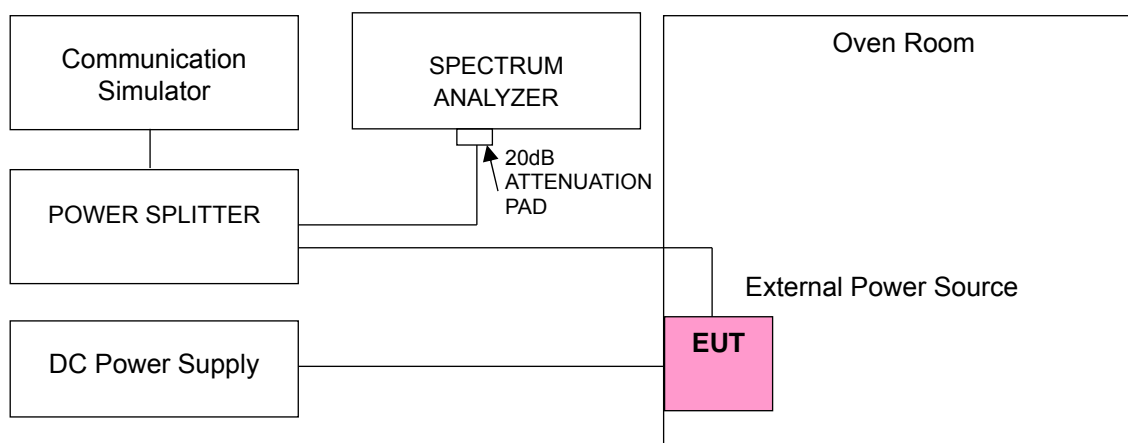 Communication
Simulator
SPECTRUM
ANALYZER
Oven Room
20dB
ATTENUATION
PAD
POWER SPLITTER
External Power Source
EUT
DC Power Supply